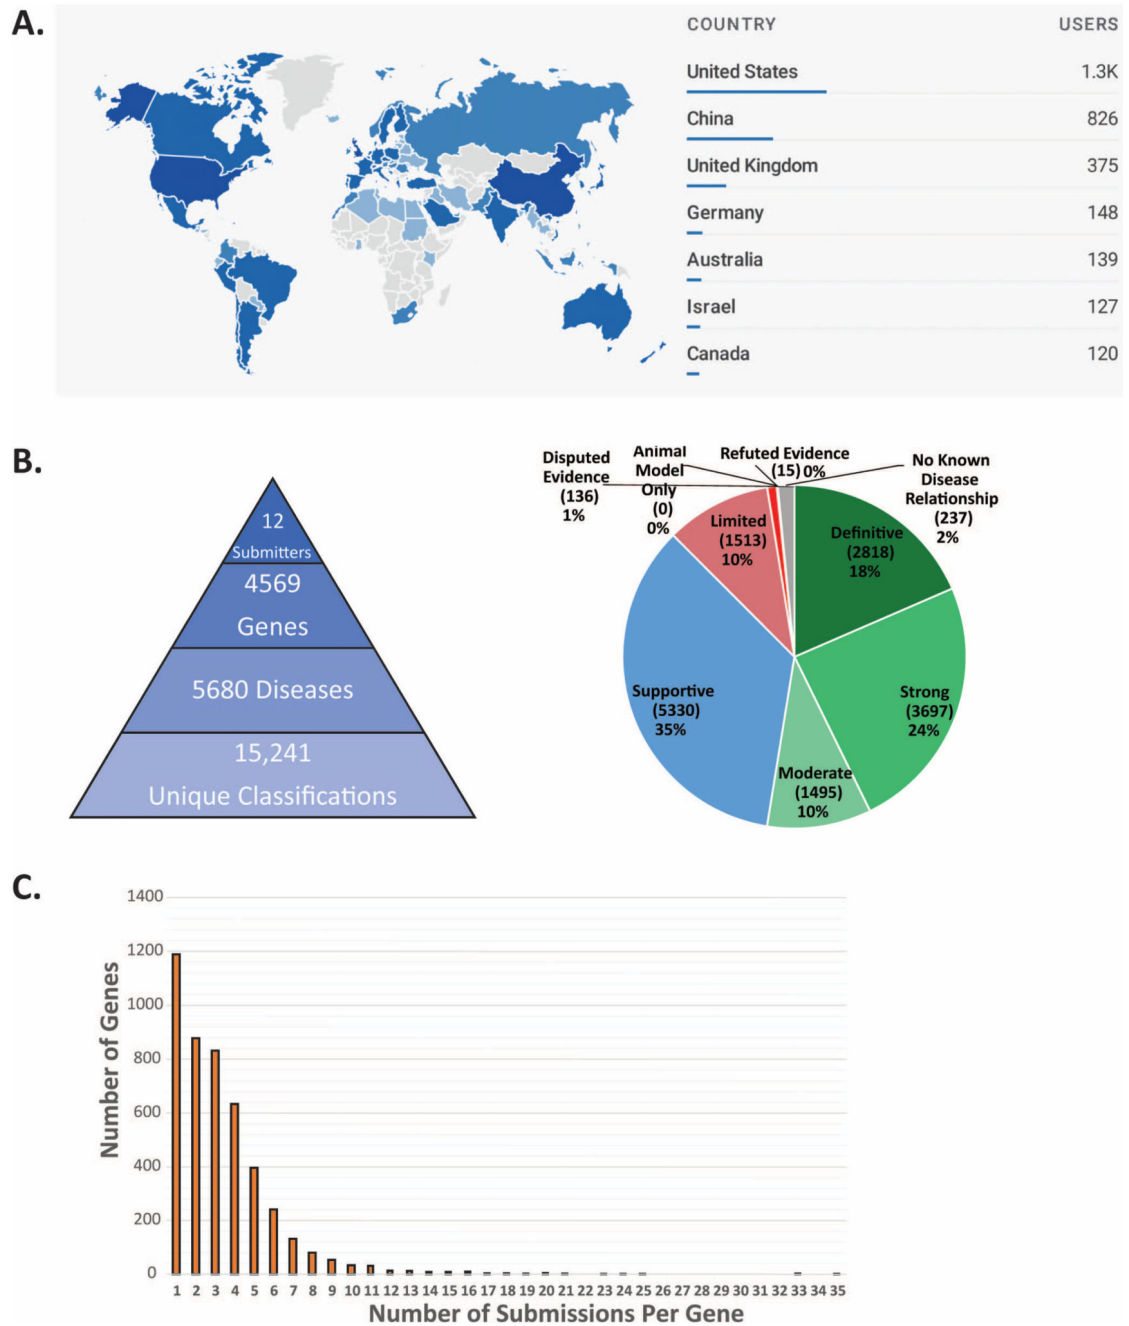 A.
COUNTRY USERS
United States 1.3K
China 826
United Kingdom 375
Germany 148
Australia 139
Israel 127
Canada 120
B.
12
Submitters
4569
Genes
5680 Diseases
15,241
Unique Classifications
Disputed
Evidence
(136)
1%
Animal
Model
Only
(0)
0%
Refuted Evidence
(15) 0%
No Known
Disease
Relationship
(237)
2%
Limited
(1513)
10%
Definitive
(2818)
18%
Supportive
(5330)
35%
Strong
(3697)
24%
Moderate
(1495)
10%
C.
Number of Genes
1400
1200
1000
800
600
400
200
0
1 2 3 4 5 6 7 8 9 10 11 12 13 14 15 16 17 18 19 20 21 22 23 24 25 26 27 28 29 30 31 32 33 34 35
Number of Submissions Per Gene